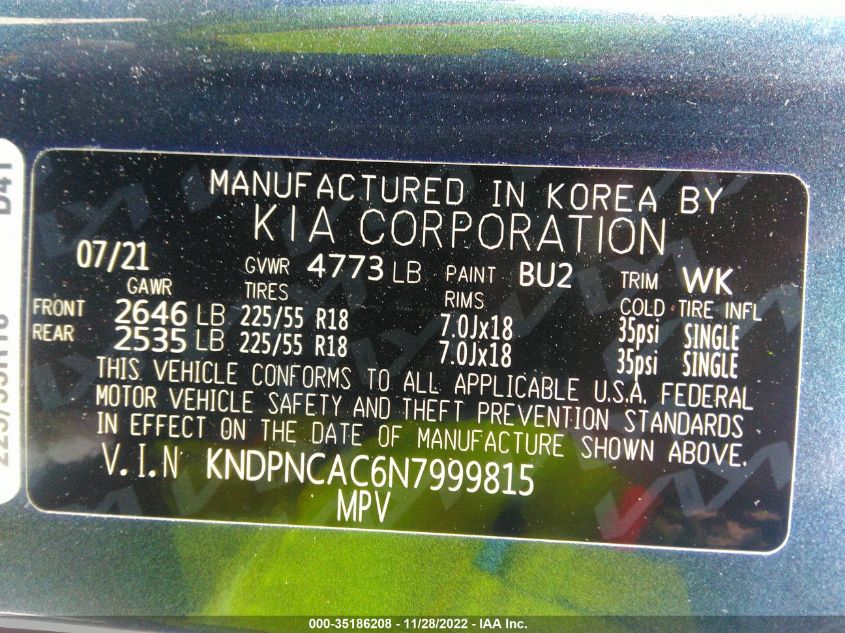 MANUFACTURED IN KOREA BY
KIA CORPORATION
07/21 GVWR 4773 LB PAINT BU2 TRIM WK
GAWR TIRES RIMS COLD TIRE INFL
FRONT 2646 LB 225/55 R18 7.0Jx18 35psi SINGLE
REAR 2535 LB 225/55 R18 7.0Jx18 35psi SINGLE
THIS VEHICLE CONFORMS TO ALL APPLICABLE U.S.A. FEDERAL
MOTOR VEHICLE SAFETY AND THEFT PREVENTION STANDARDS
IN EFFECT ON THE DATE OF MANUFACTURE SHOWN ABOVE.
V.I.N KNDPNCAC6N7999815
MPV
000-35186208 - 11/28/2022 - IAA Inc.